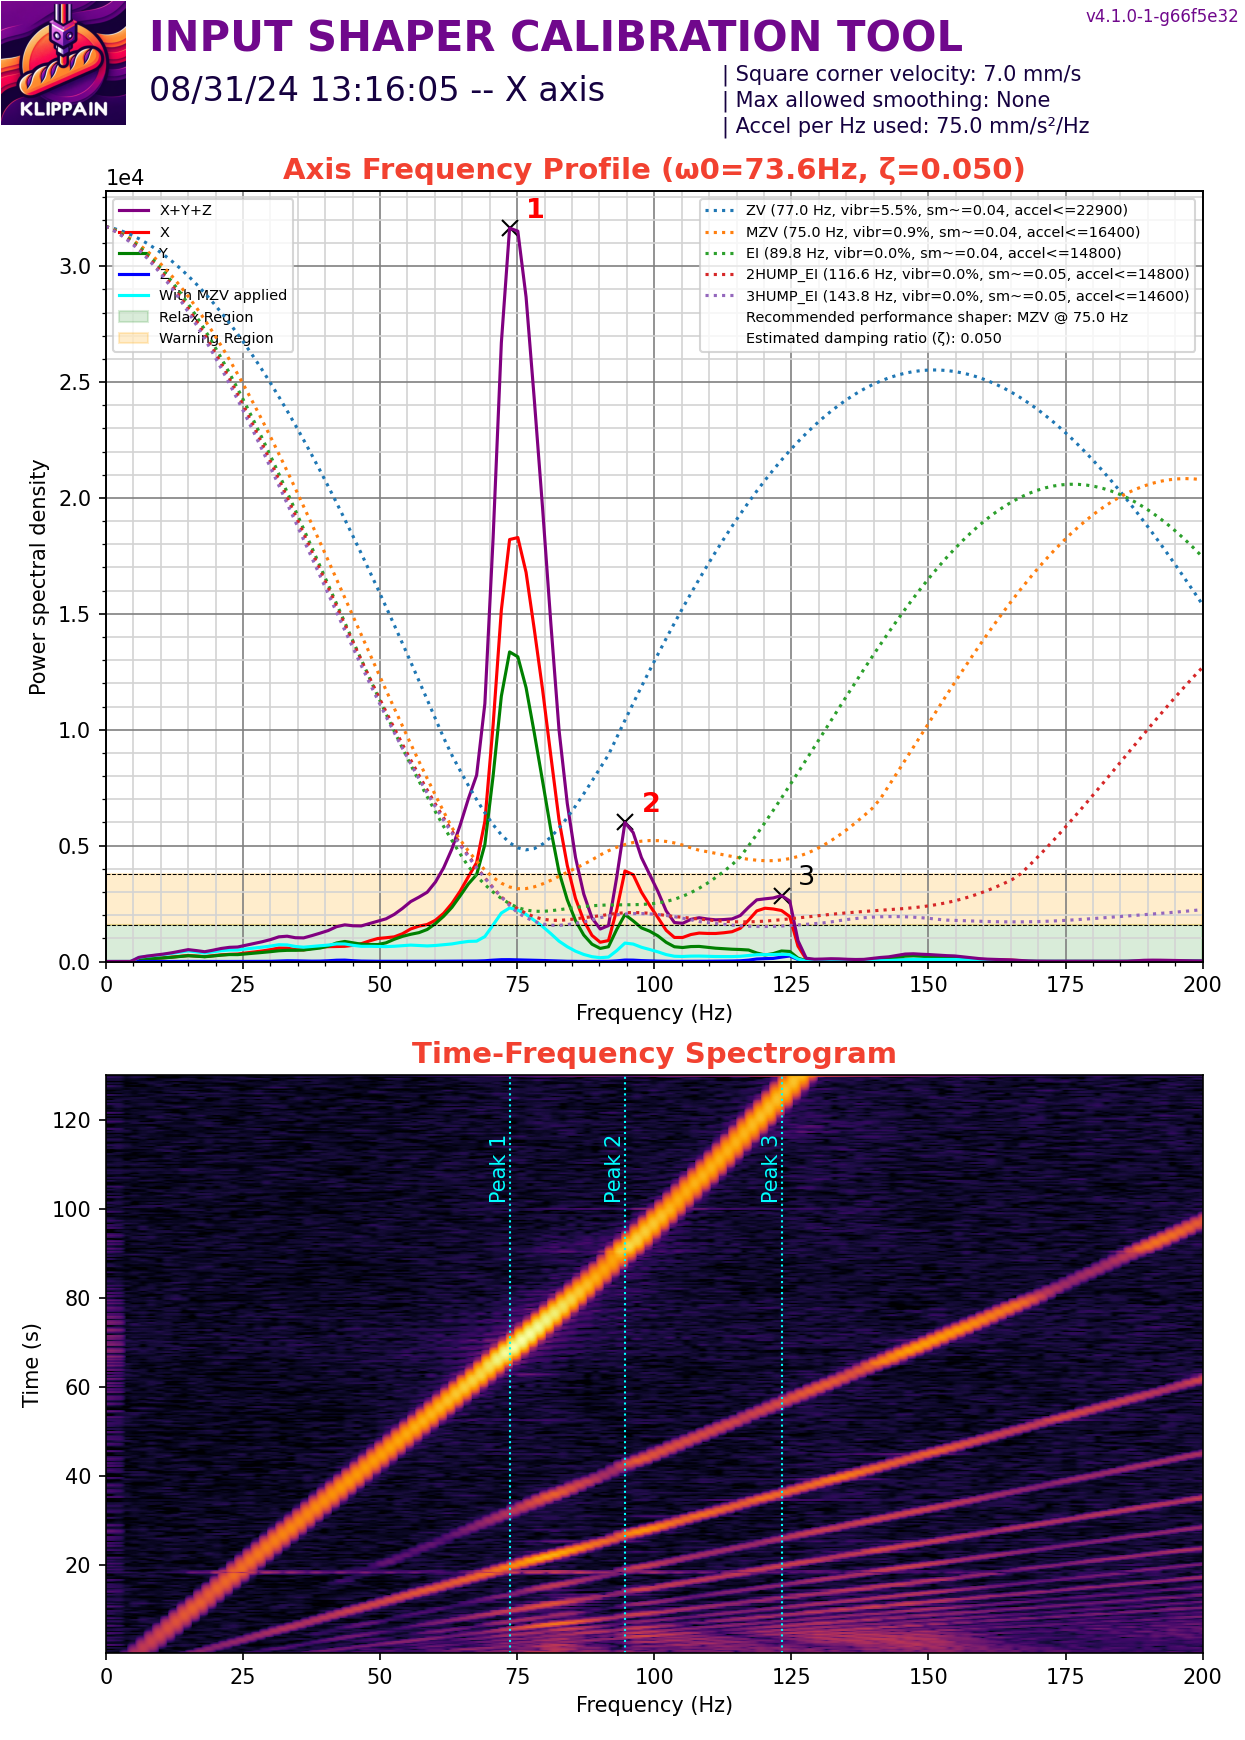 v4.1.0-1-g66f5e32
INPUT SHAPER CALIBRATION TOOL
08/31/24 13:16:05 -- X axis
| Square corner velocity: 7.0 mm/s
| Max allowed smoothing: None
| Accel per Hz used: 75.0 mm/s²/Hz
KLIPPAIN
Axis Frequency Profile (ω0=73.6Hz, ζ=0.050)
1e4
X+Y+Z
X
Y
Z
With MZV applied
Relax Region
Warning Region
ZV (77.0 Hz, vibr=5.5%, sm~=0.04, accel<=22900)
MZV (75.0 Hz, vibr=0.9%, sm~=0.04, accel<=16400)
EI (89.8 Hz, vibr=0.0%, sm~=0.04, accel<=14800)
2HUMP_EI (116.6 Hz, vibr=0.0%, sm~=0.05, accel<=14800)
3HUMP_EI (143.8 Hz, vibr=0.0%, sm~=0.05, accel<=14600)
Recommended performance shaper: MZV @ 75.0 Hz
Estimated damping ratio (ζ): 0.050
1
2
3
3.0
2.5
2.0
1.5
1.0
0.5
0.0
Power spectral density
0 25 50 75 100 125 150 175 200
Frequency (Hz)
Time-Frequency Spectrogram
Peak 1
Peak 2
Peak 3
120
100
80
60
40
20
Time (s)
0 25 50 75 100 125 150 175 200
Frequency (Hz)